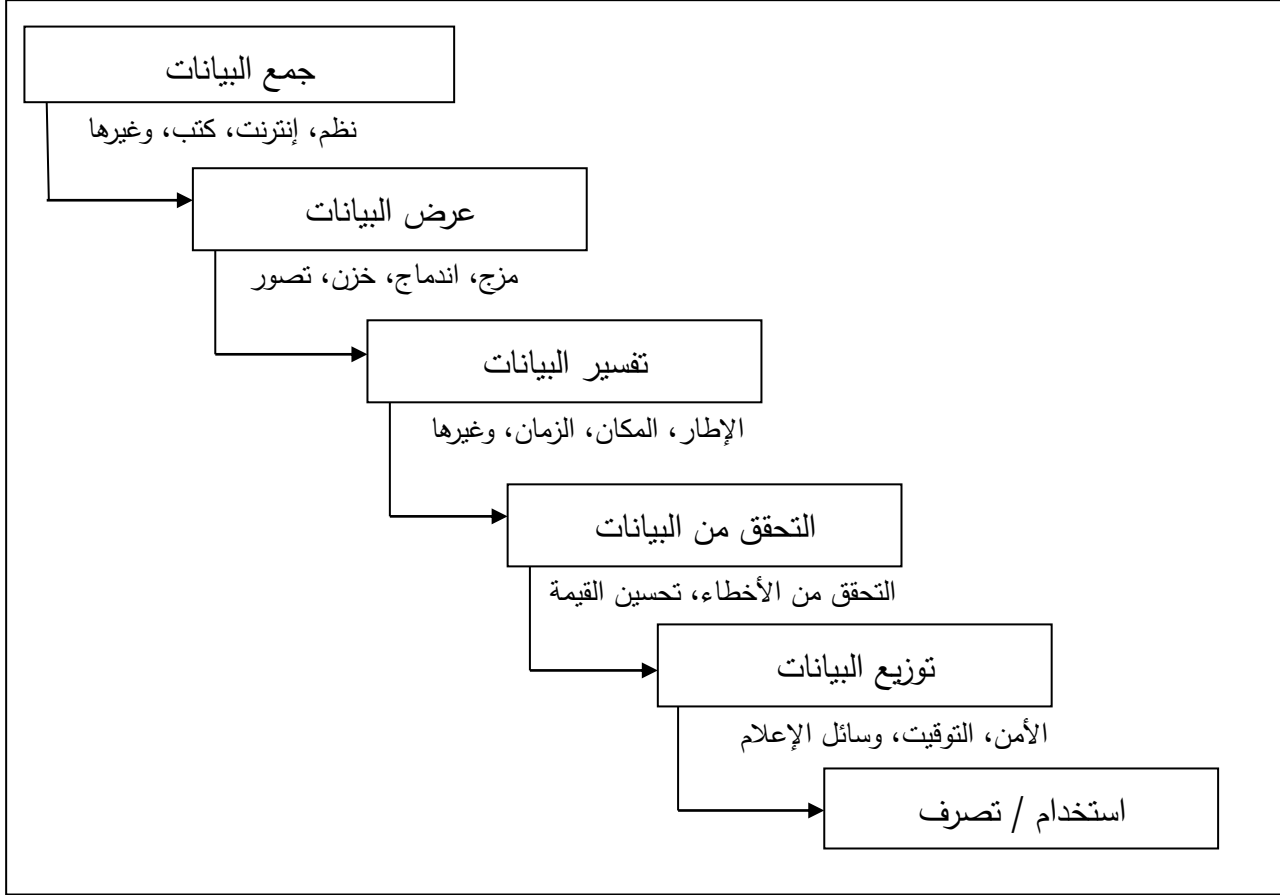 جمع البيانات
نظم، إنترنت، كتب، وغيرها
عرض البيانات
مزج، اندماج، خزن، تصور
تفسير البيانات
الإطار، المكان، الزمان، وغيرها
التحقق من البيانات
التحقق من الأخطاء، تحسين القيمة
توزيع البيانات
الأمن، التوقيت، وسائل الإعلام
استخدام / تصرف